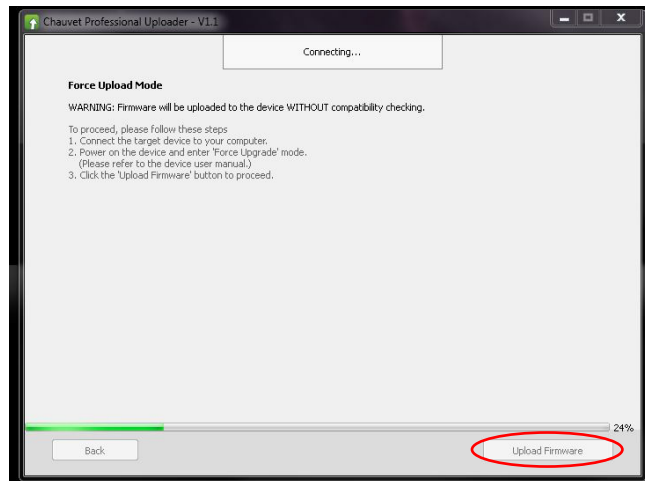 Chauvet Professional Uploader - V1.1
Connecting...
Force Upload Mode
WARNING: Firmware will be uploaded to the device WITHOUT compatibility checking.
To proceed, please follow these steps
1. Connect the target device to your computer.
2. Power on the device and enter 'Force Upgrade' mode.
(Please refer to the device user manual.)
3. Click the 'Upload Firmware' button to proceed.
24%
Back
Upload Firmware